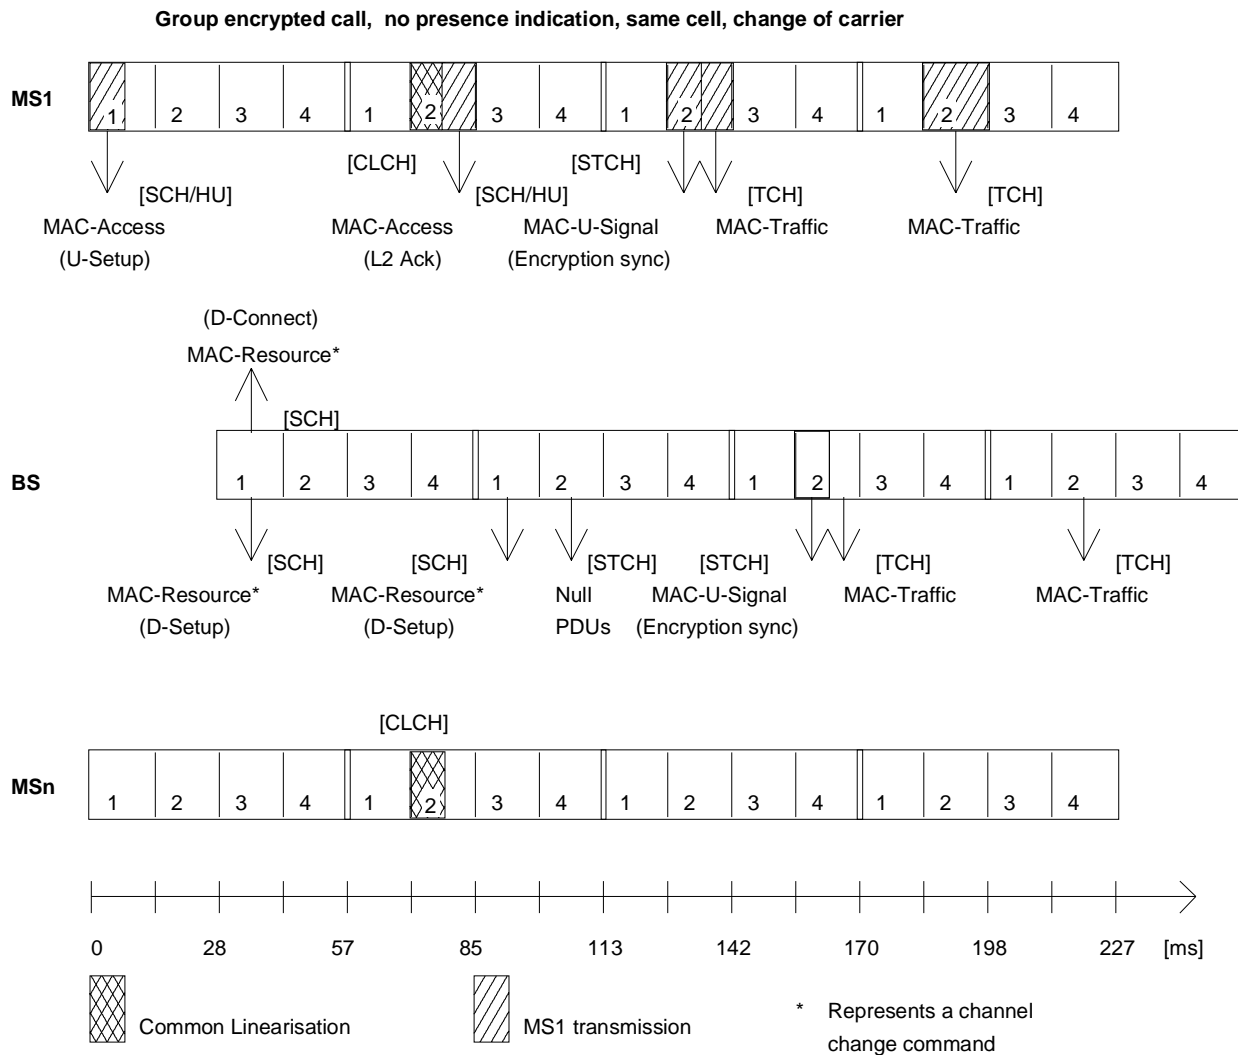 Group encrypted call, no presence indication, same cell, change of carrier
MS1
1 2 3 4 1 2 3 4 1 2 3 4 1 2 3 4
[CLCH] [STCH]
[SCH/HU] [SCH/HU] [TCH] [TCH]
MAC-Access MAC-Access MAC-U-Signal MAC-Traffic MAC-Traffic
(U-Setup) (L2 Ack) (Encryption sync)
(D-Connect)
MAC-Resource*
[SCH]
BS
1 2 3 4 1 2 3 4 1 2 3 4 1 2 3 4
[SCH] [SCH] [STCH] [STCH] [TCH] [TCH]
MAC-Resource* MAC-Resource* Null MAC-U-Signal MAC-Traffic MAC-Traffic
(D-Setup) (D-Setup) PDUs (Encryption sync)
[CLCH]
MSn
1 2 3 4 1 2 3 4 1 2 3 4 1 2 3 4
0 28 57 85 113 142 170 198 227 [ms]
Common Linearisation MS1 transmission * Represents a channel
change command